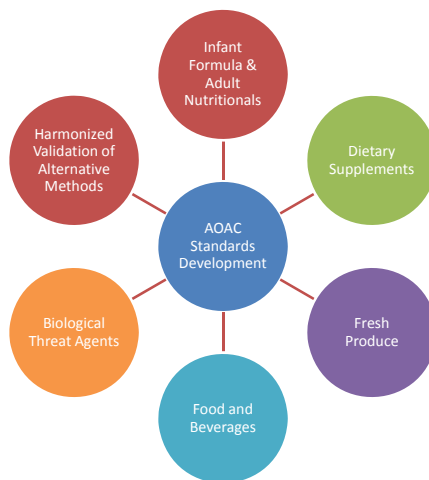 Infant
Formula &
Adult
Nutritionals
Harmonized
Validation of
Alternative
Methods
Dietary
Supplements
AOAC
Standards
Development
Biological
Threat Agents
Fresh
Produce
Food and
Beverages